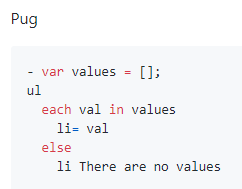 Pug
- var values = [];
ul
  each val in values
    li= val
  else
    li There are no values